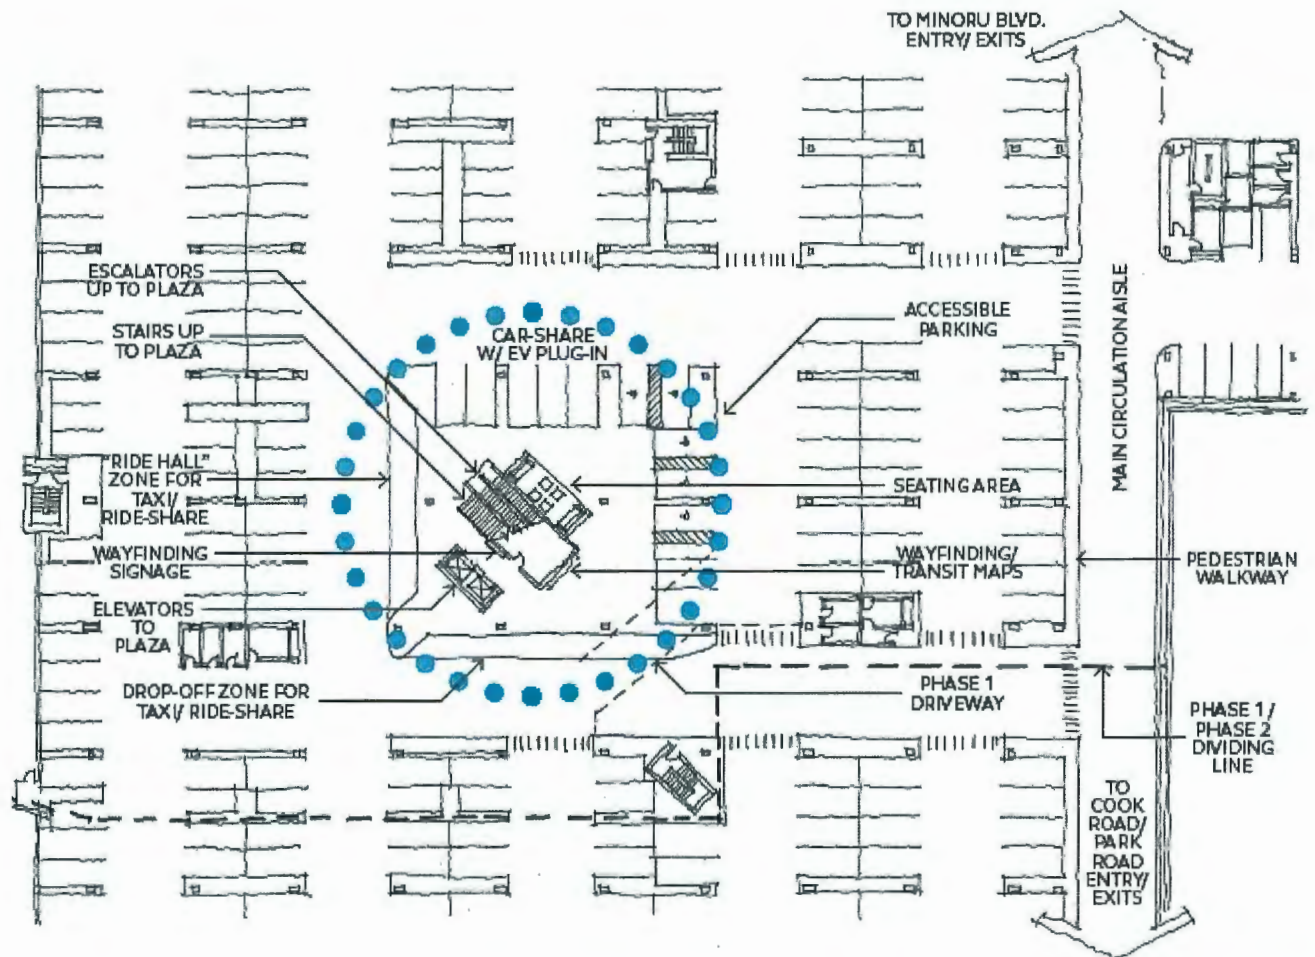 TO MINORU BLVD.
ENTRY/ EXITS
ESCALATORS
UP TO PLAZA
STAIRS UP
TO PLAZA
CAR-SHARE
W/ EV PLUG-IN
ACCESSIBLE
PARKING
MAIN CIRCULATION AISLE
"RIDE HALL"
ZONE FOR
TAXI/
RIDE-SHARE
SEATING AREA
WAYFINDING
SIGNAGE
WAYFINDING/
TRANSIT MAPS
PEDESTRIAN
WALKWAY
ELEVATORS
TO
PLAZA
DROP-OFF ZONE FOR
TAXI/ RIDE-SHARE
PHASE 1
DRIVEWAY
PHASE 1 /
PHASE 2
DIVIDING
LINE
TO
COOK
ROAD/
PARK
ROAD
ENTRY/
EXITS